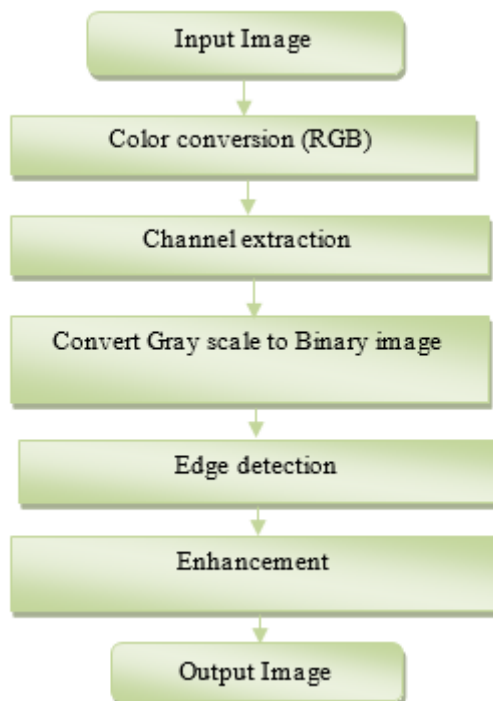 Input Image
Color conversion (RGB)
Channel extraction
Convert Gray scale to Binary image
Edge detection
Enhancement
Output Image